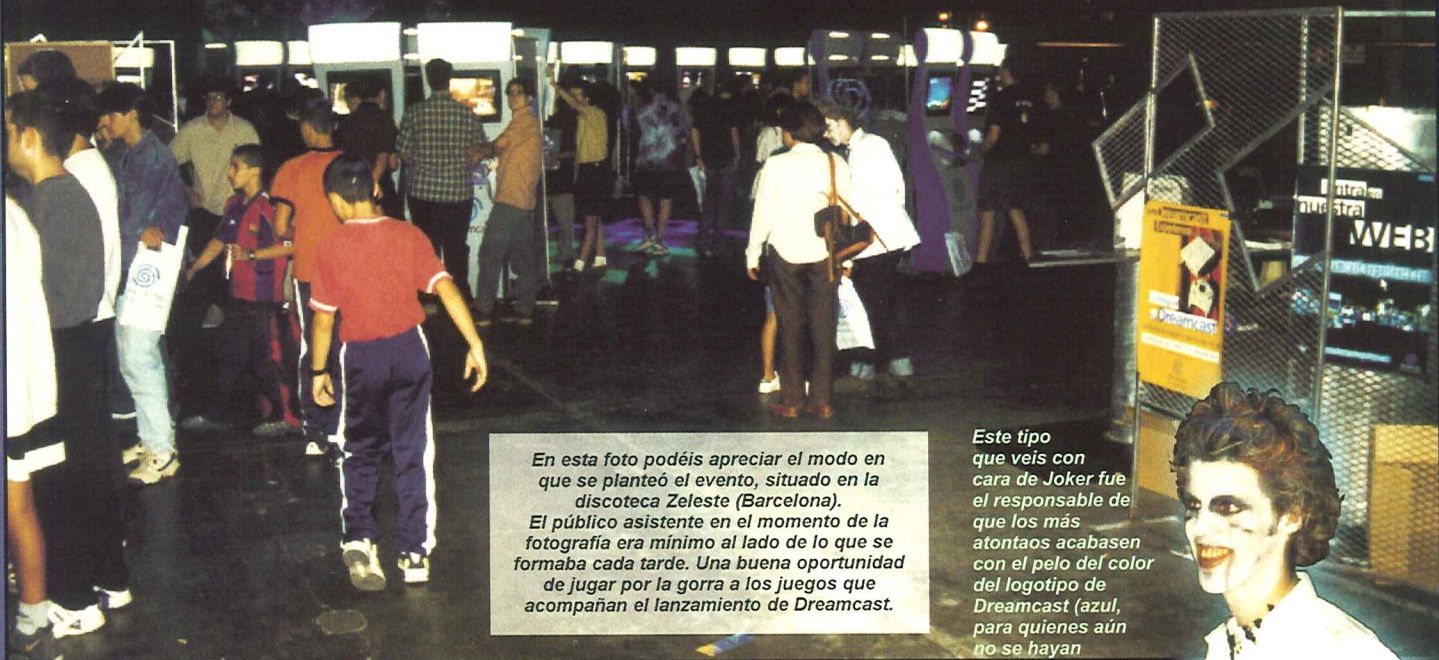 En esta foto podéis apreciar el modo en
que se planteó el evento, situado en la
discoteca Zeleste (Barcelona).
El público asistente en el momento de la
fotografía era mínimo al lado de lo que se
formaba cada tarde. Una buena oportunidad
de jugar por la gorra a los juegos que
acompañan el lanzamiento de Dreamcast.
Este tipo
que veis con
cara de Joker fue
el responsable de
que los más
atontaos acabasen
con el pelo del color
del logotipo de
Dreamcast (azul,
para quienes aún
no se hayan
Entra en
nuestra
WEB
Dreamcast